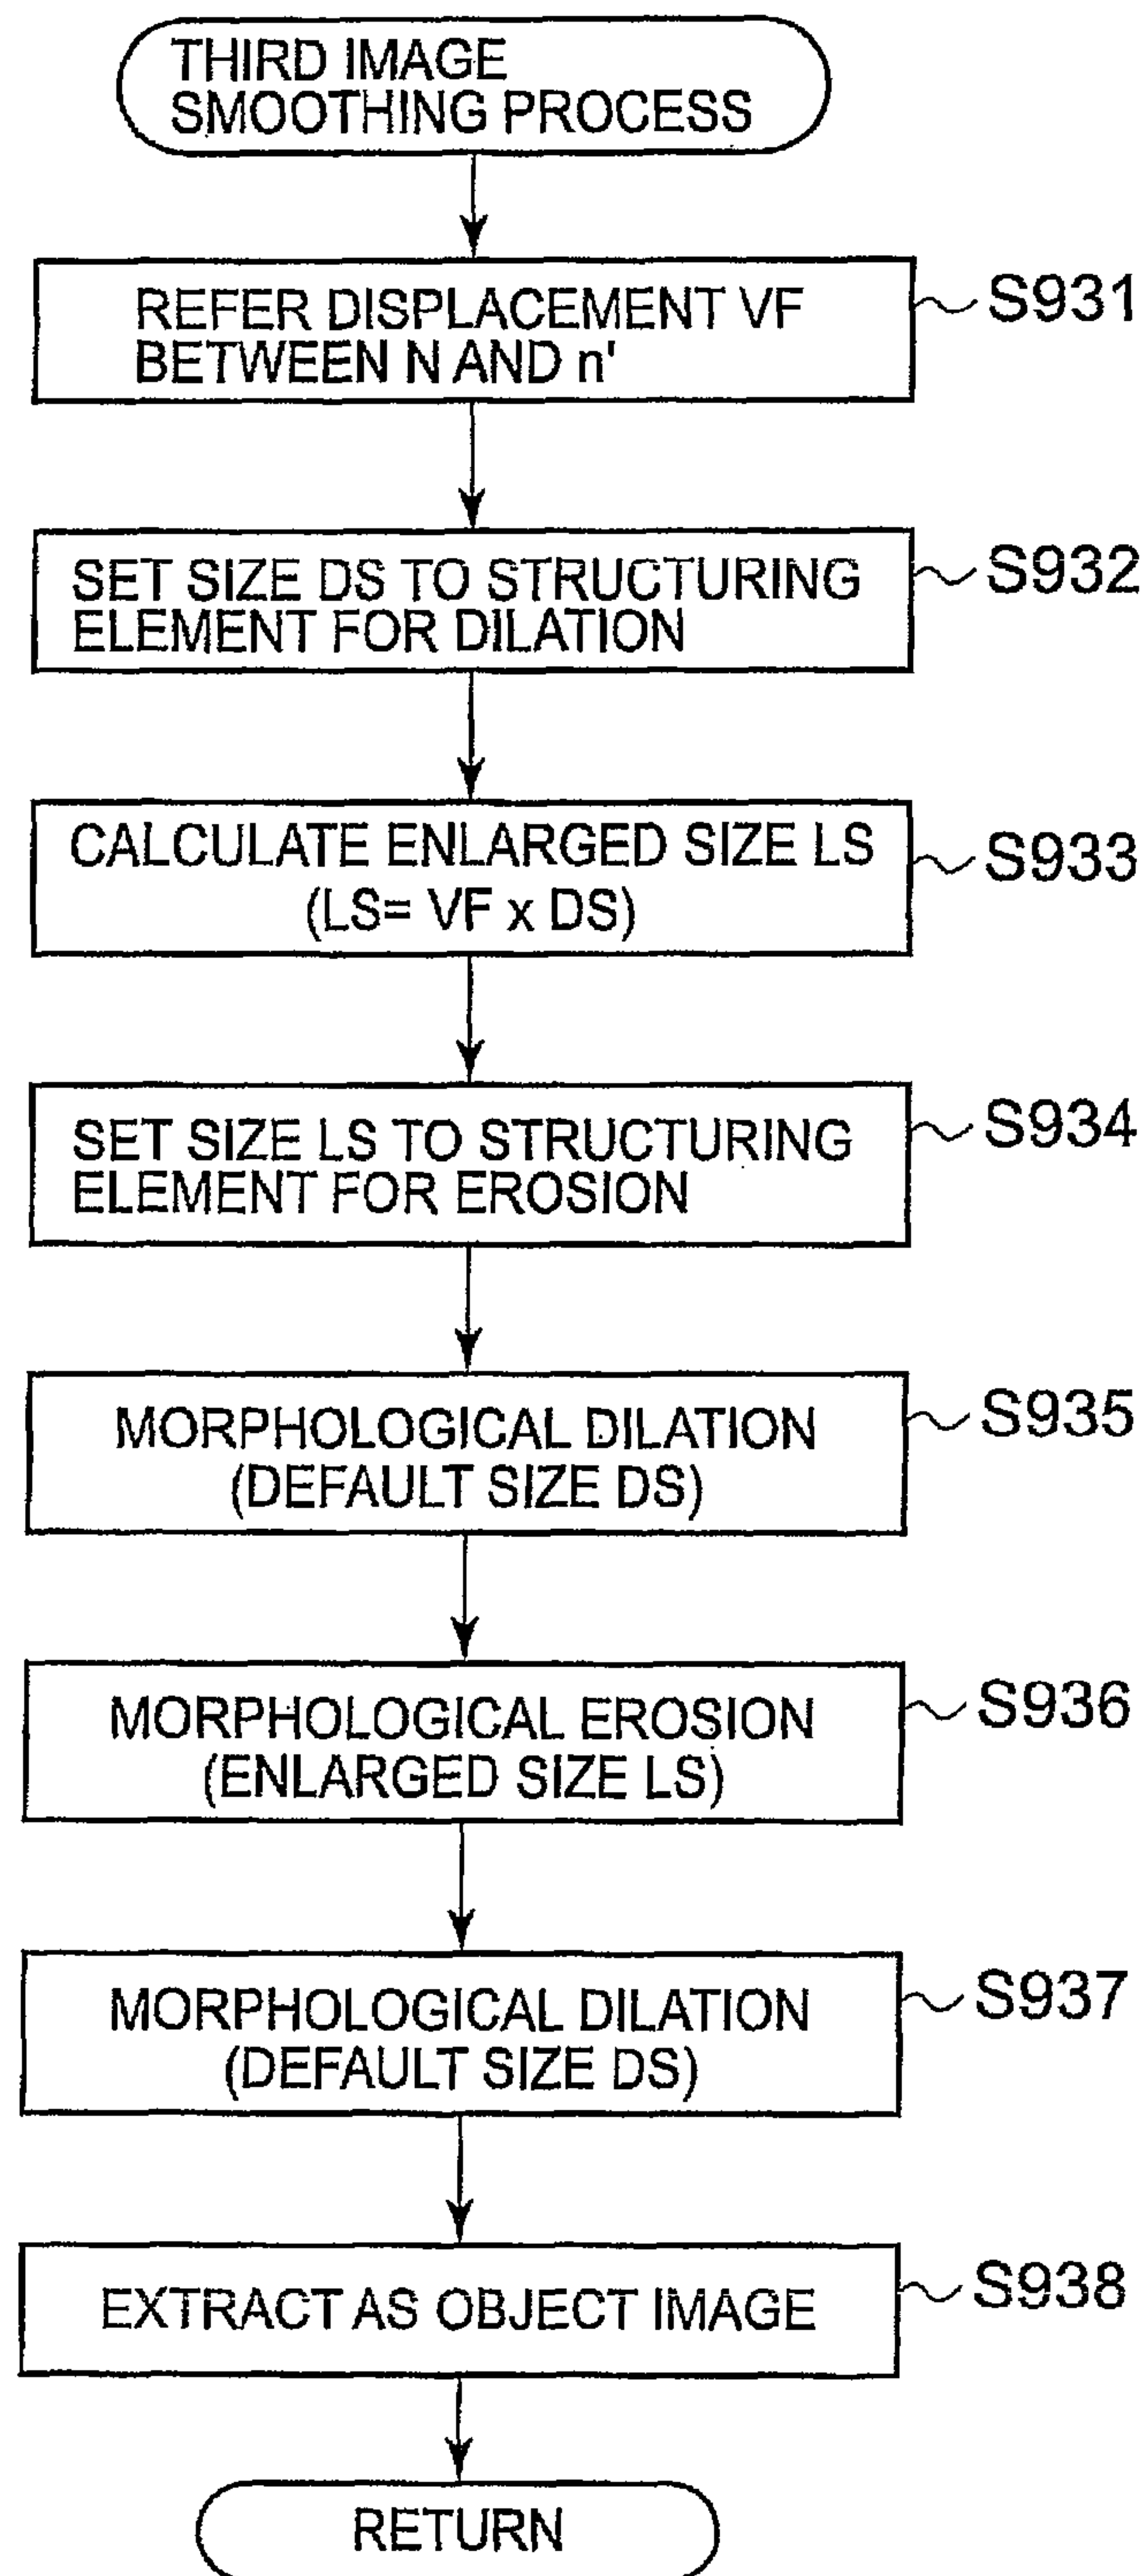 THIRD IMAGE
SMOOTHING PROCESS
REFER DISPLACEMENT VF
BETWEEN N AND n'
S931
SET SIZE DS TO STRUCTURING
ELEMENT FOR DILATION
S932
CALCULATE ENLARGED SIZE LS
(LS= VF x DS)
S933
SET SIZE LS TO STRUCTURING
ELEMENT FOR EROSION
S934
MORPHOLOGICAL DILATION
(DEFAULT SIZE DS)
S935
MORPHOLOGICAL EROSION
(ENLARGED SIZE LS)
S936
MORPHOLOGICAL DILATION
(DEFAULT SIZE DS)
S937
EXTRACT AS OBJECT IMAGE
S938
RETURN